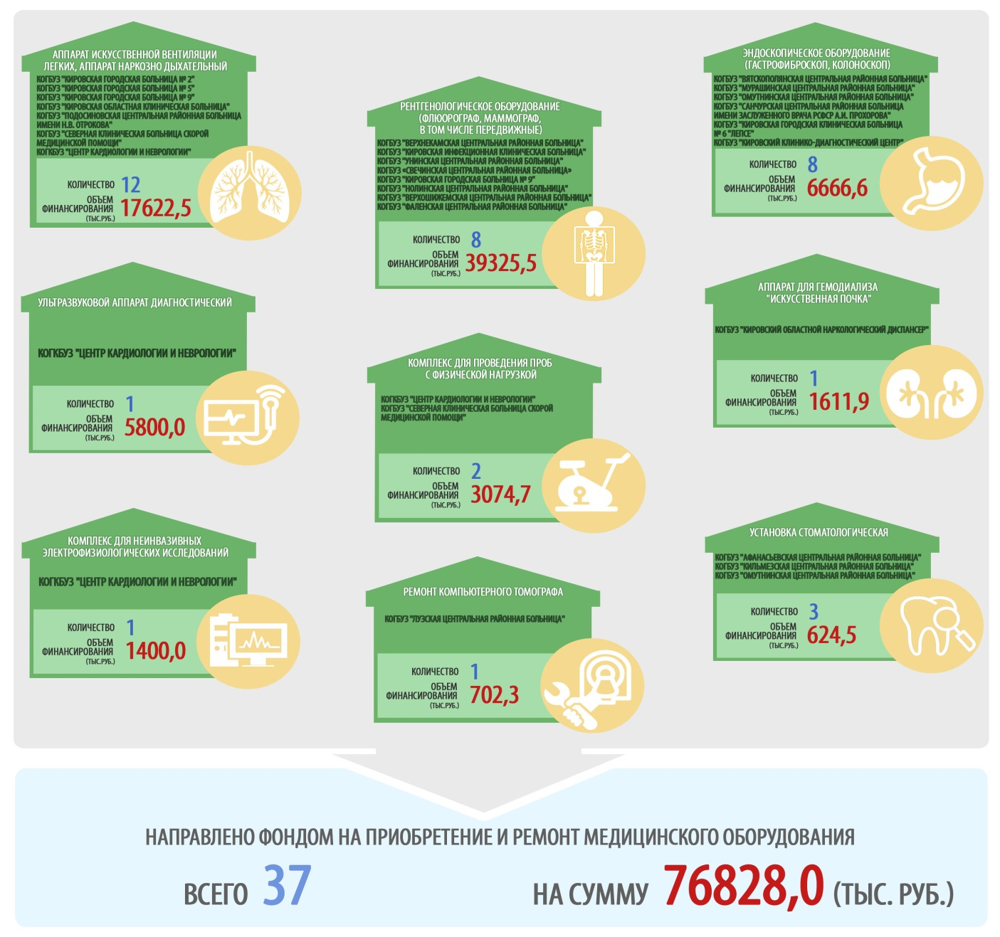 АППАРАТ ИСКУССТВЕННОЙ ВЕНТИЛЯЦИИ
ЛЕГКИХ, АППАРАТ НАРКОЗНО ДЫХАТЕЛЬНЫЙ
КОГБУЗ "КИРОВСКАЯ ГОРОДСКАЯ БОЛЬНИЦА № 2"
КОГБУЗ "КИРОВСКАЯ ГОРОДСКАЯ БОЛЬНИЦА № 5"
КОГБУЗ "КИРОВСКАЯ ГОРОДСКАЯ БОЛЬНИЦА № 9"
КОГБУЗ "КИРОВСКАЯ ОБЛАСТНАЯ КЛИНИЧЕСКАЯ БОЛЬНИЦА"
КОГБУЗ "ПОДОСИНОВСКАЯ ЦЕНТРАЛЬНАЯ РАЙОННАЯ БОЛЬНИЦА
ИМЕНИ Н.В. ОТРОКОВА"
КОГБУЗ "СЕВЕРНАЯ КЛИНИЧЕСКАЯ БОЛЬНИЦА СКОРОЙ
МЕДИЦИНСКОЙ ПОМОЩИ"
КОГКБУЗ "ЦЕНТР КАРДИОЛОГИИ И НЕВРОЛОГИИ"
КОЛИЧЕСТВО 12
ОБЪЕМ
ФИНАНСИРОВАНИЯ 17622,5
(ТЫС.РУБ.)
УЛЬТРАЗВУКОВОЙ АППАРАТ ДИАГНОСТИЧЕСКИЙ
КОГКБУЗ "ЦЕНТР КАРДИОЛОГИИ И НЕВРОЛОГИИ"
КОЛИЧЕСТВО 1
ОБЪЕМ
ФИНАНСИРОВАНИЯ 5800,0
(ТЫС.РУБ.)
КОМПЛЕКС ДЛЯ НЕИНВАЗИВНЫХ
ЭЛЕКТРОФИЗИОЛОГИЧЕСКИХ ИССЛЕДОВАНИЙ
КОГКБУЗ "ЦЕНТР КАРДИОЛОГИИ И НЕВРОЛОГИИ"
КОЛИЧЕСТВО 1
ОБЪЕМ
ФИНАНСИРОВАНИЯ 1400,0
(ТЫС.РУБ.)
РЕНТГЕНОЛОГИЧЕСКОЕ ОБОРУДОВАНИЕ
(ФЛЮОРОГРАФ, МАММОГРАФ,
В ТОМ ЧИСЛЕ ПЕРЕДВИЖНЫЕ)
КОГБУЗ "ВЕРХНЕКАМСКАЯ ЦЕНТРАЛЬНАЯ РАЙОННАЯ БОЛЬНИЦА"
КОГБУЗ "КИРОВСКАЯ ИНФЕКЦИОННАЯ КЛИНИЧЕСКАЯ БОЛЬНИЦА"
КОГБУЗ "УНИНСКАЯ ЦЕНТРАЛЬНАЯ РАЙОННАЯ БОЛЬНИЦА"
КОГБУЗ «СВЕЧИНСКАЯ ЦЕНТРАЛЬНАЯ РАЙОННАЯ БОЛЬНИЦА»
КОГБУЗ "КИРОВСКАЯ ГОРОДСКАЯ БОЛЬНИЦА № 9"
КОГБУЗ "НОЛИНСКАЯ ЦЕНТРАЛЬНАЯ РАЙОННАЯ БОЛЬНИЦА"
КОГБУЗ "ВЕРХОШИЖЕМСКАЯ ЦЕНТРАЛЬНАЯ РАЙОННАЯ БОЛЬНИЦА"
КОГБУЗ "ФАЛЕНСКАЯ ЦЕНТРАЛЬНАЯ РАЙОННАЯ БОЛЬНИЦА"
КОЛИЧЕСТВО 8
ОБЪЕМ
ФИНАНСИРОВАНИЯ 39325,5
(ТЫС.РУБ.)
КОМПЛЕКС ДЛЯ ПРОВЕДЕНИЯ ПРОБ
С ФИЗИЧЕСКОЙ НАГРУЗКОЙ
КОГКБУЗ "ЦЕНТР КАРДИОЛОГИИ И НЕВРОЛОГИИ"
КОГБУЗ "СЕВЕРНАЯ КЛИНИЧЕСКАЯ БОЛЬНИЦА СКОРОЙ
МЕДИЦИНСКОЙ ПОМОЩИ"
КОЛИЧЕСТВО 2
ОБЪЕМ
ФИНАНСИРОВАНИЯ 3074,7
(ТЫС.РУБ.)
РЕМОНТ КОМПЬЮТЕРНОГО ТОМОГРАФА
КОГБУЗ "ЛУЗСКАЯ ЦЕНТРАЛЬНАЯ РАЙОННАЯ БОЛЬНИЦА"
КОЛИЧЕСТВО 1
ОБЪЕМ
ФИНАНСИРОВАНИЯ 702,3
(ТЫС.РУБ.)
ЭНДОСКОПИЧЕСКОЕ ОБОРУДОВАНИЕ
(ГАСТРОФИБРОСКОП, КОЛОНОСКОП)
КОГБУЗ "ВЯТСКОПОЛЯНСКАЯ ЦЕНТРАЛЬНАЯ РАЙОННАЯ БОЛЬНИЦА"
КОГБУЗ "МУРАШИНСКАЯ ЦЕНТРАЛЬНАЯ РАЙОННАЯ БОЛЬНИЦА"
КОГБУЗ "ОМУТНИНСКАЯ ЦЕНТРАЛЬНАЯ РАЙОННАЯ БОЛЬНИЦА"
КОГБУЗ "САНЧУРСКАЯ ЦЕНТРАЛЬНАЯ РАЙОННАЯ БОЛЬНИЦА
ИМЕНИ ЗАСЛУЖЕННОГО ВРАЧА РСФСР А.И. ПРОХОРОВА"
КОГБУЗ "КИРОВСКАЯ ГОРОДСКАЯ КЛИНИЧЕСКАЯ БОЛЬНИЦА
№ 6 "ЛЕПСЕ"
КОГБУЗ "КИРОВСКИЙ КЛИНИКО-ДИАГНОСТИЧЕСКИЙ ЦЕНТР"
КОЛИЧЕСТВО 8
ОБЪЕМ
ФИНАНСИРОВАНИЯ 6666,6
(ТЫС.РУБ.)
АППАРАТ ДЛЯ ГЕМОДИАЛИЗА
"ИСКУССТВЕННАЯ ПОЧКА"
КОГБУЗ "КИРОВСКИЙ ОБЛАСТНОЙ НАРКОЛОГИЧЕСКИЙ ДИСПАНСЕР"
КОЛИЧЕСТВО 1
ОБЪЕМ
ФИНАНСИРОВАНИЯ 1611,9
(ТЫС.РУБ.)
УСТАНОВКА СТОМАТОЛОГИЧЕСКАЯ
КОГБУЗ "АФАНАСЬЕВСКАЯ ЦЕНТРАЛЬНАЯ РАЙОННАЯ БОЛЬНИЦА"
КОГБУЗ "КИЛЬМЕЗСКАЯ ЦЕНТРАЛЬНАЯ РАЙОННАЯ БОЛЬНИЦА"
КОГБУЗ "ОМУТНИНСКАЯ ЦЕНТРАЛЬНАЯ РАЙОННАЯ БОЛЬНИЦА"
КОЛИЧЕСТВО 3
ОБЪЕМ
ФИНАНСИРОВАНИЯ 624,5
(ТЫС.РУБ.)
НАПРАВЛЕНО ФОНДОМ НА ПРИОБРЕТЕНИЕ И РЕМОНТ МЕДИЦИНСКОГО ОБОРУДОВАНИЯ
ВСЕГО 37 НА СУММУ 76828,0 (ТЫС. РУБ.)